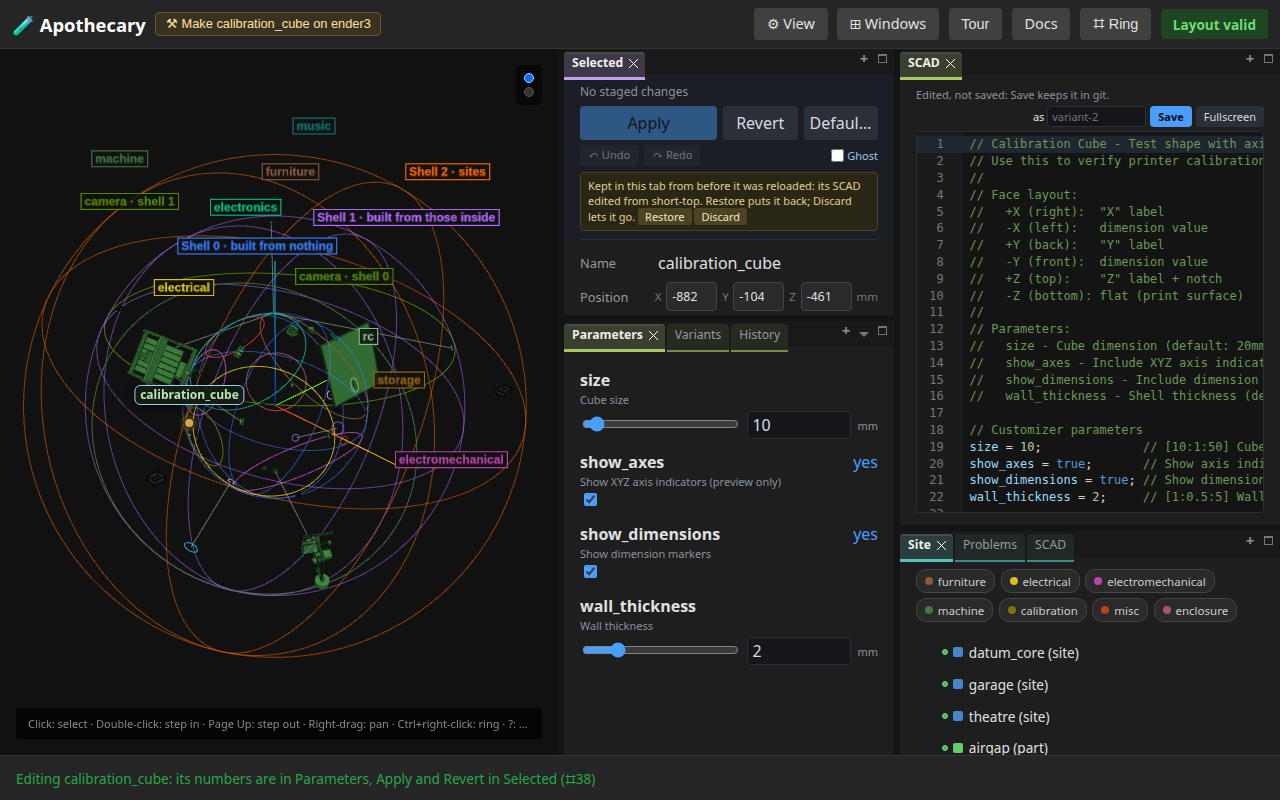 Apothecary
⚒ Make calibration_cube on ender3
⚙ View
⊞ Windows
Tour
Docs
⌗ Ring
Layout valid
music
machine
furniture
Shell 2 · sites
camera · shell 1
electronics
Shell 1 · built from those inside
Shell 0 · built from nothing
camera · shell 0
electrical
rc
storage
calibration_cube
electromechanical
Click: select · Double-click: step in · Page Up: step out · Right-drag: pan · Ctrl+right-click: ring · ?: ...
Selected
No staged changes
Apply
Revert
Defaul...
↶ Undo
↷ Redo
Ghost
Kept in this tab from before it was reloaded: its SCAD
edited from short-top. Restore puts it back; Discard
lets it go. Restore Discard
Name calibration_cube
Position X -882 Y -104 Z -461 mm
Parameters
Variants
History
size
Cube size
10 mm
show_axes yes
Show XYZ axis indicators (preview only)
show_dimensions yes
Show dimension markers
wall_thickness
Wall thickness
2 mm
SCAD
Edited, not saved: Save keeps it in git.
as variant-2 Save Fullscreen
1 // Calibration Cube - Test shape with axi
2 // Use this to verify printer calibration
3 //
4 // Face layout:
5 //   +X (right):  "X" label
6 //   -X (left):   dimension value
7 //   +Y (back):   "Y" label
8 //   -Y (front):  dimension value
9 //   +Z (top):    "Z" label + notch
10 //   -Z (bottom): flat (print surface)
11 //
12 // Parameters:
13 //   size - Cube dimension (default: 20mm
14 //   show_axes - Include XYZ axis indicat
15 //   show_dimensions - Include dimension
16 //   wall_thickness - Shell thickness (de
17
18 // Customizer parameters
19 size = 10;              // [10:1:50] Cube
20 show_axes = true;       // Show axis indi
21 show_dimensions = true; // Show dimension
22 wall_thickness = 2;     // [1:0.5:5] Wall
Site
Problems
SCAD
furniture
electrical
electromechanical
machine
calibration
misc
enclosure
datum_core (site)
garage (site)
theatre (site)
airgap (part)
Editing calibration_cube: its numbers are in Parameters, Apply and Revert in Selected (⌗38)